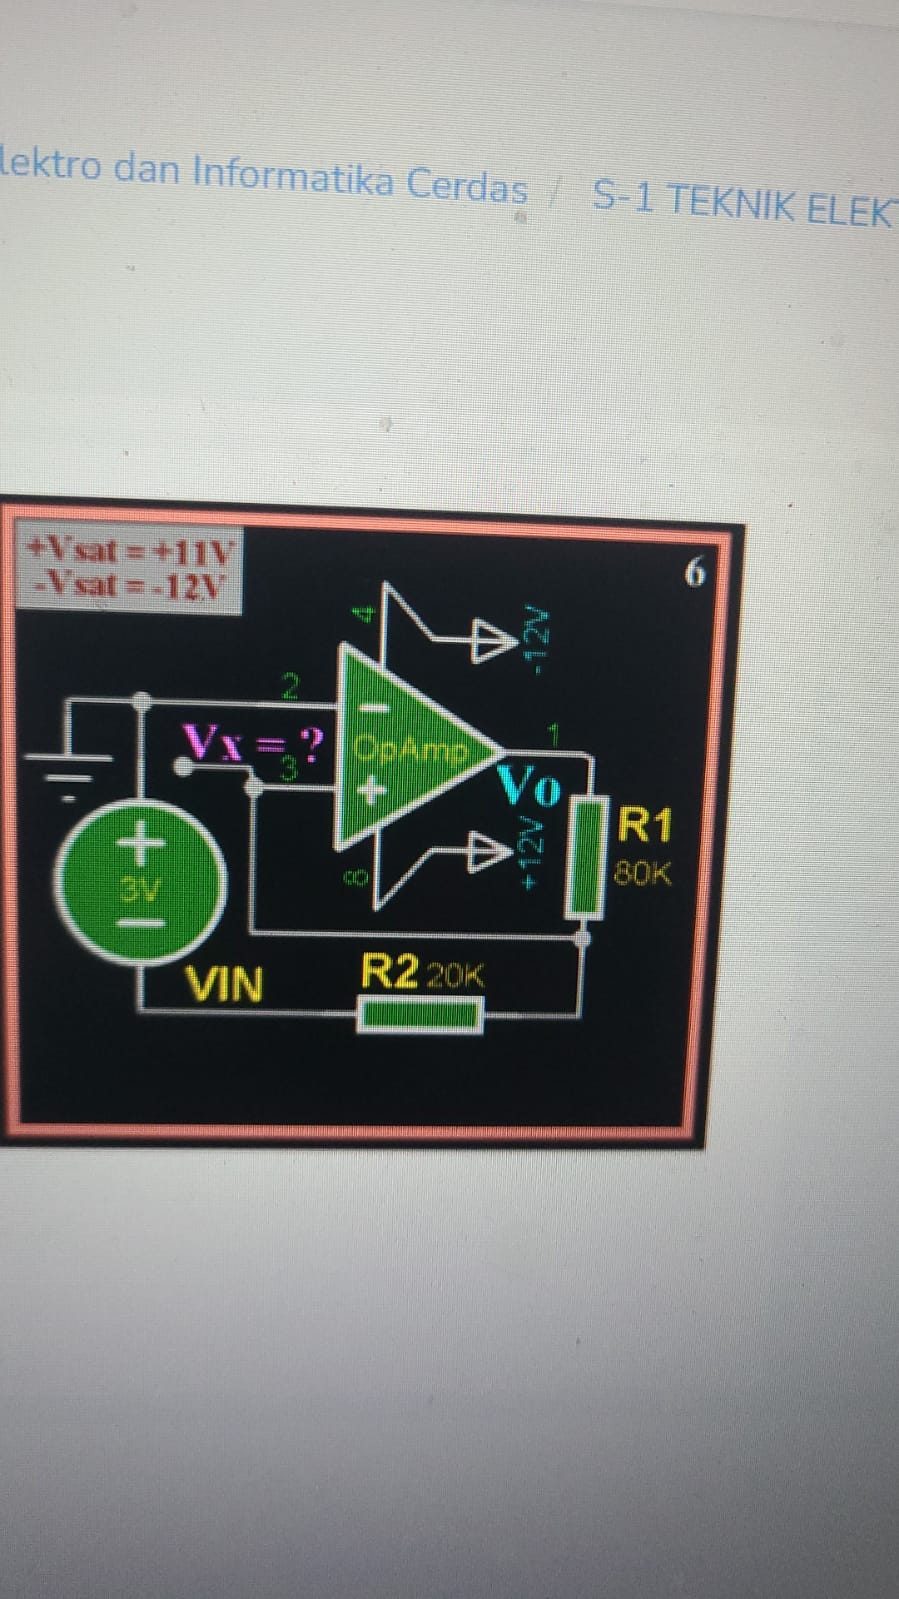 lektro dan Informatika Cerdas / S-1 TEKNIK ELEKT
+Vsat = +11V
-Vsat = -12V
6
4
-12V
2
Vx = ?
3
OpAmp
1
Vo
+12V
8
R1
80K
3V
VIN
R2 20K